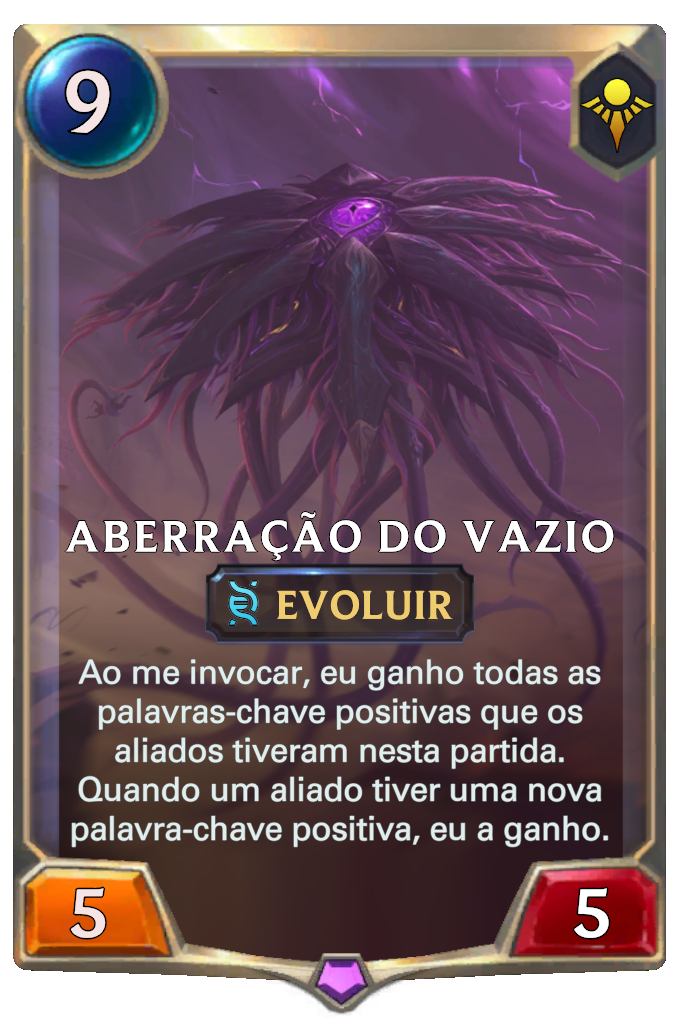 9
ABERRAÇÃO DO VAZIO
EVOLUIR
Ao me invocar, eu ganho todas as
palavras-chave positivas que os
aliados tiveram nesta partida.
Quando um aliado tiver uma nova
palavra-chave positiva, eu a ganho.
5
5